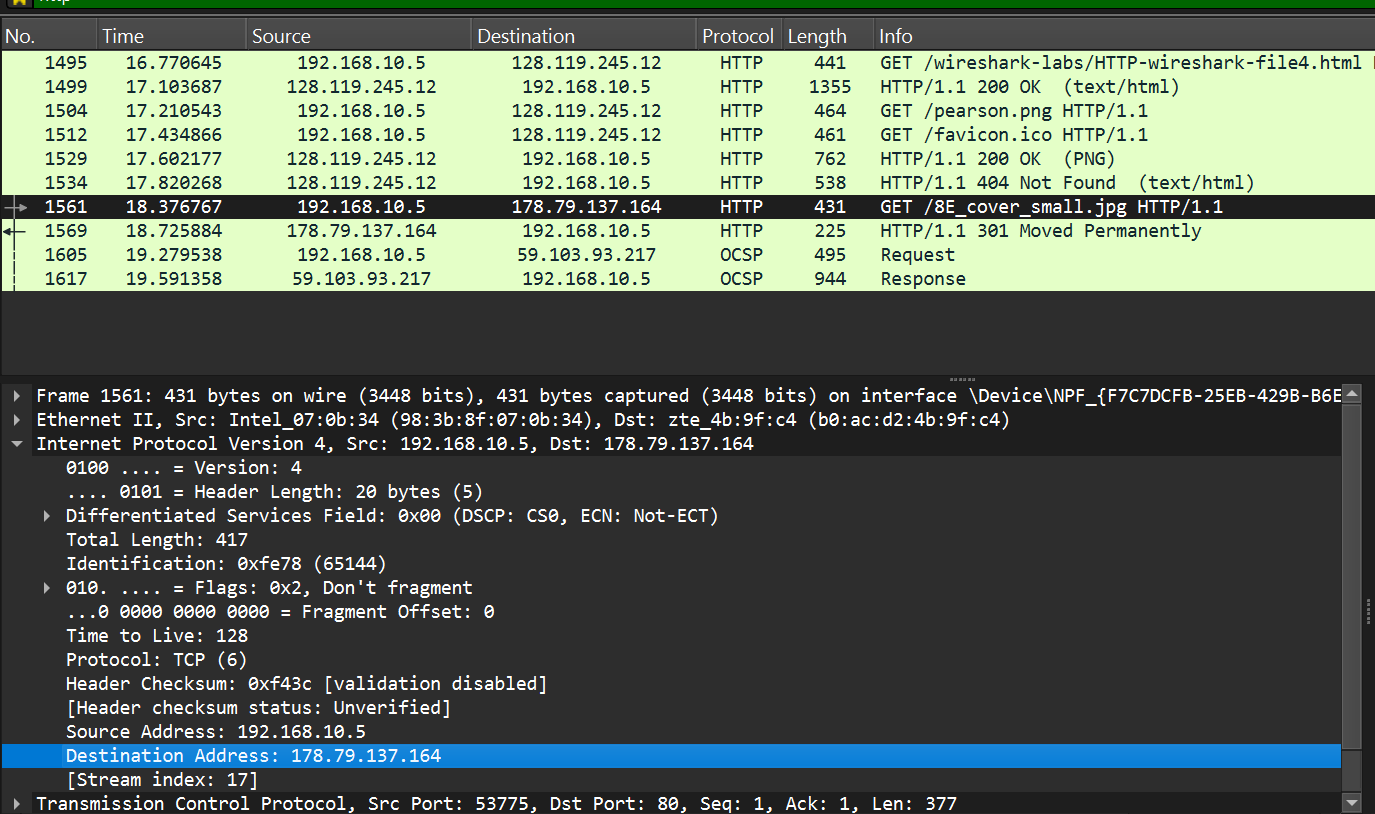 No. Time Source Destination Protocol Length Info
1495 16.770645 192.168.10.5 128.119.245.12 HTTP 441 GET /wireshark-labs/HTTP-wireshark-file4.html
1499 17.103687 128.119.245.12 192.168.10.5 HTTP 1355 HTTP/1.1 200 OK (text/html)
1504 17.210543 192.168.10.5 128.119.245.12 HTTP 464 GET /pearson.png HTTP/1.1
1512 17.434866 192.168.10.5 128.119.245.12 HTTP 461 GET /favicon.ico HTTP/1.1
1529 17.602177 128.119.245.12 192.168.10.5 HTTP 762 HTTP/1.1 200 OK (PNG)
1534 17.820268 128.119.245.12 192.168.10.5 HTTP 538 HTTP/1.1 404 Not Found (text/html)
1561 18.376767 192.168.10.5 178.79.137.164 HTTP 431 GET /8E_cover_small.jpg HTTP/1.1
1569 18.725884 178.79.137.164 192.168.10.5 HTTP 225 HTTP/1.1 301 Moved Permanently
1605 19.279538 192.168.10.5 59.103.93.217 OCSP 495 Request
1617 19.591358 59.103.93.217 192.168.10.5 OCSP 944 Response
Frame 1561: 431 bytes on wire (3448 bits), 431 bytes captured (3448 bits) on interface \Device\NPF_{F7C7DCFB-25EB-429B-B6E
Ethernet II, Src: Intel_07:0b:34 (98:3b:8f:07:0b:34), Dst: zte_4b:9f:c4 (b0:ac:d2:4b:9f:c4)
Internet Protocol Version 4, Src: 192.168.10.5, Dst: 178.79.137.164
0100 .... = Version: 4
.... 0101 = Header Length: 20 bytes (5)
Differentiated Services Field: 0x00 (DSCP: CS0, ECN: Not-ECT)
Total Length: 417
Identification: 0xfe78 (65144)
010. .... = Flags: 0x2, Don't fragment
...0 0000 0000 0000 = Fragment Offset: 0
Time to Live: 128
Protocol: TCP (6)
Header Checksum: 0xf43c [validation disabled]
[Header checksum status: Unverified]
Source Address: 192.168.10.5
Destination Address: 178.79.137.164
[Stream index: 17]
Transmission Control Protocol, Src Port: 53775, Dst Port: 80, Seq: 1, Ack: 1, Len: 377